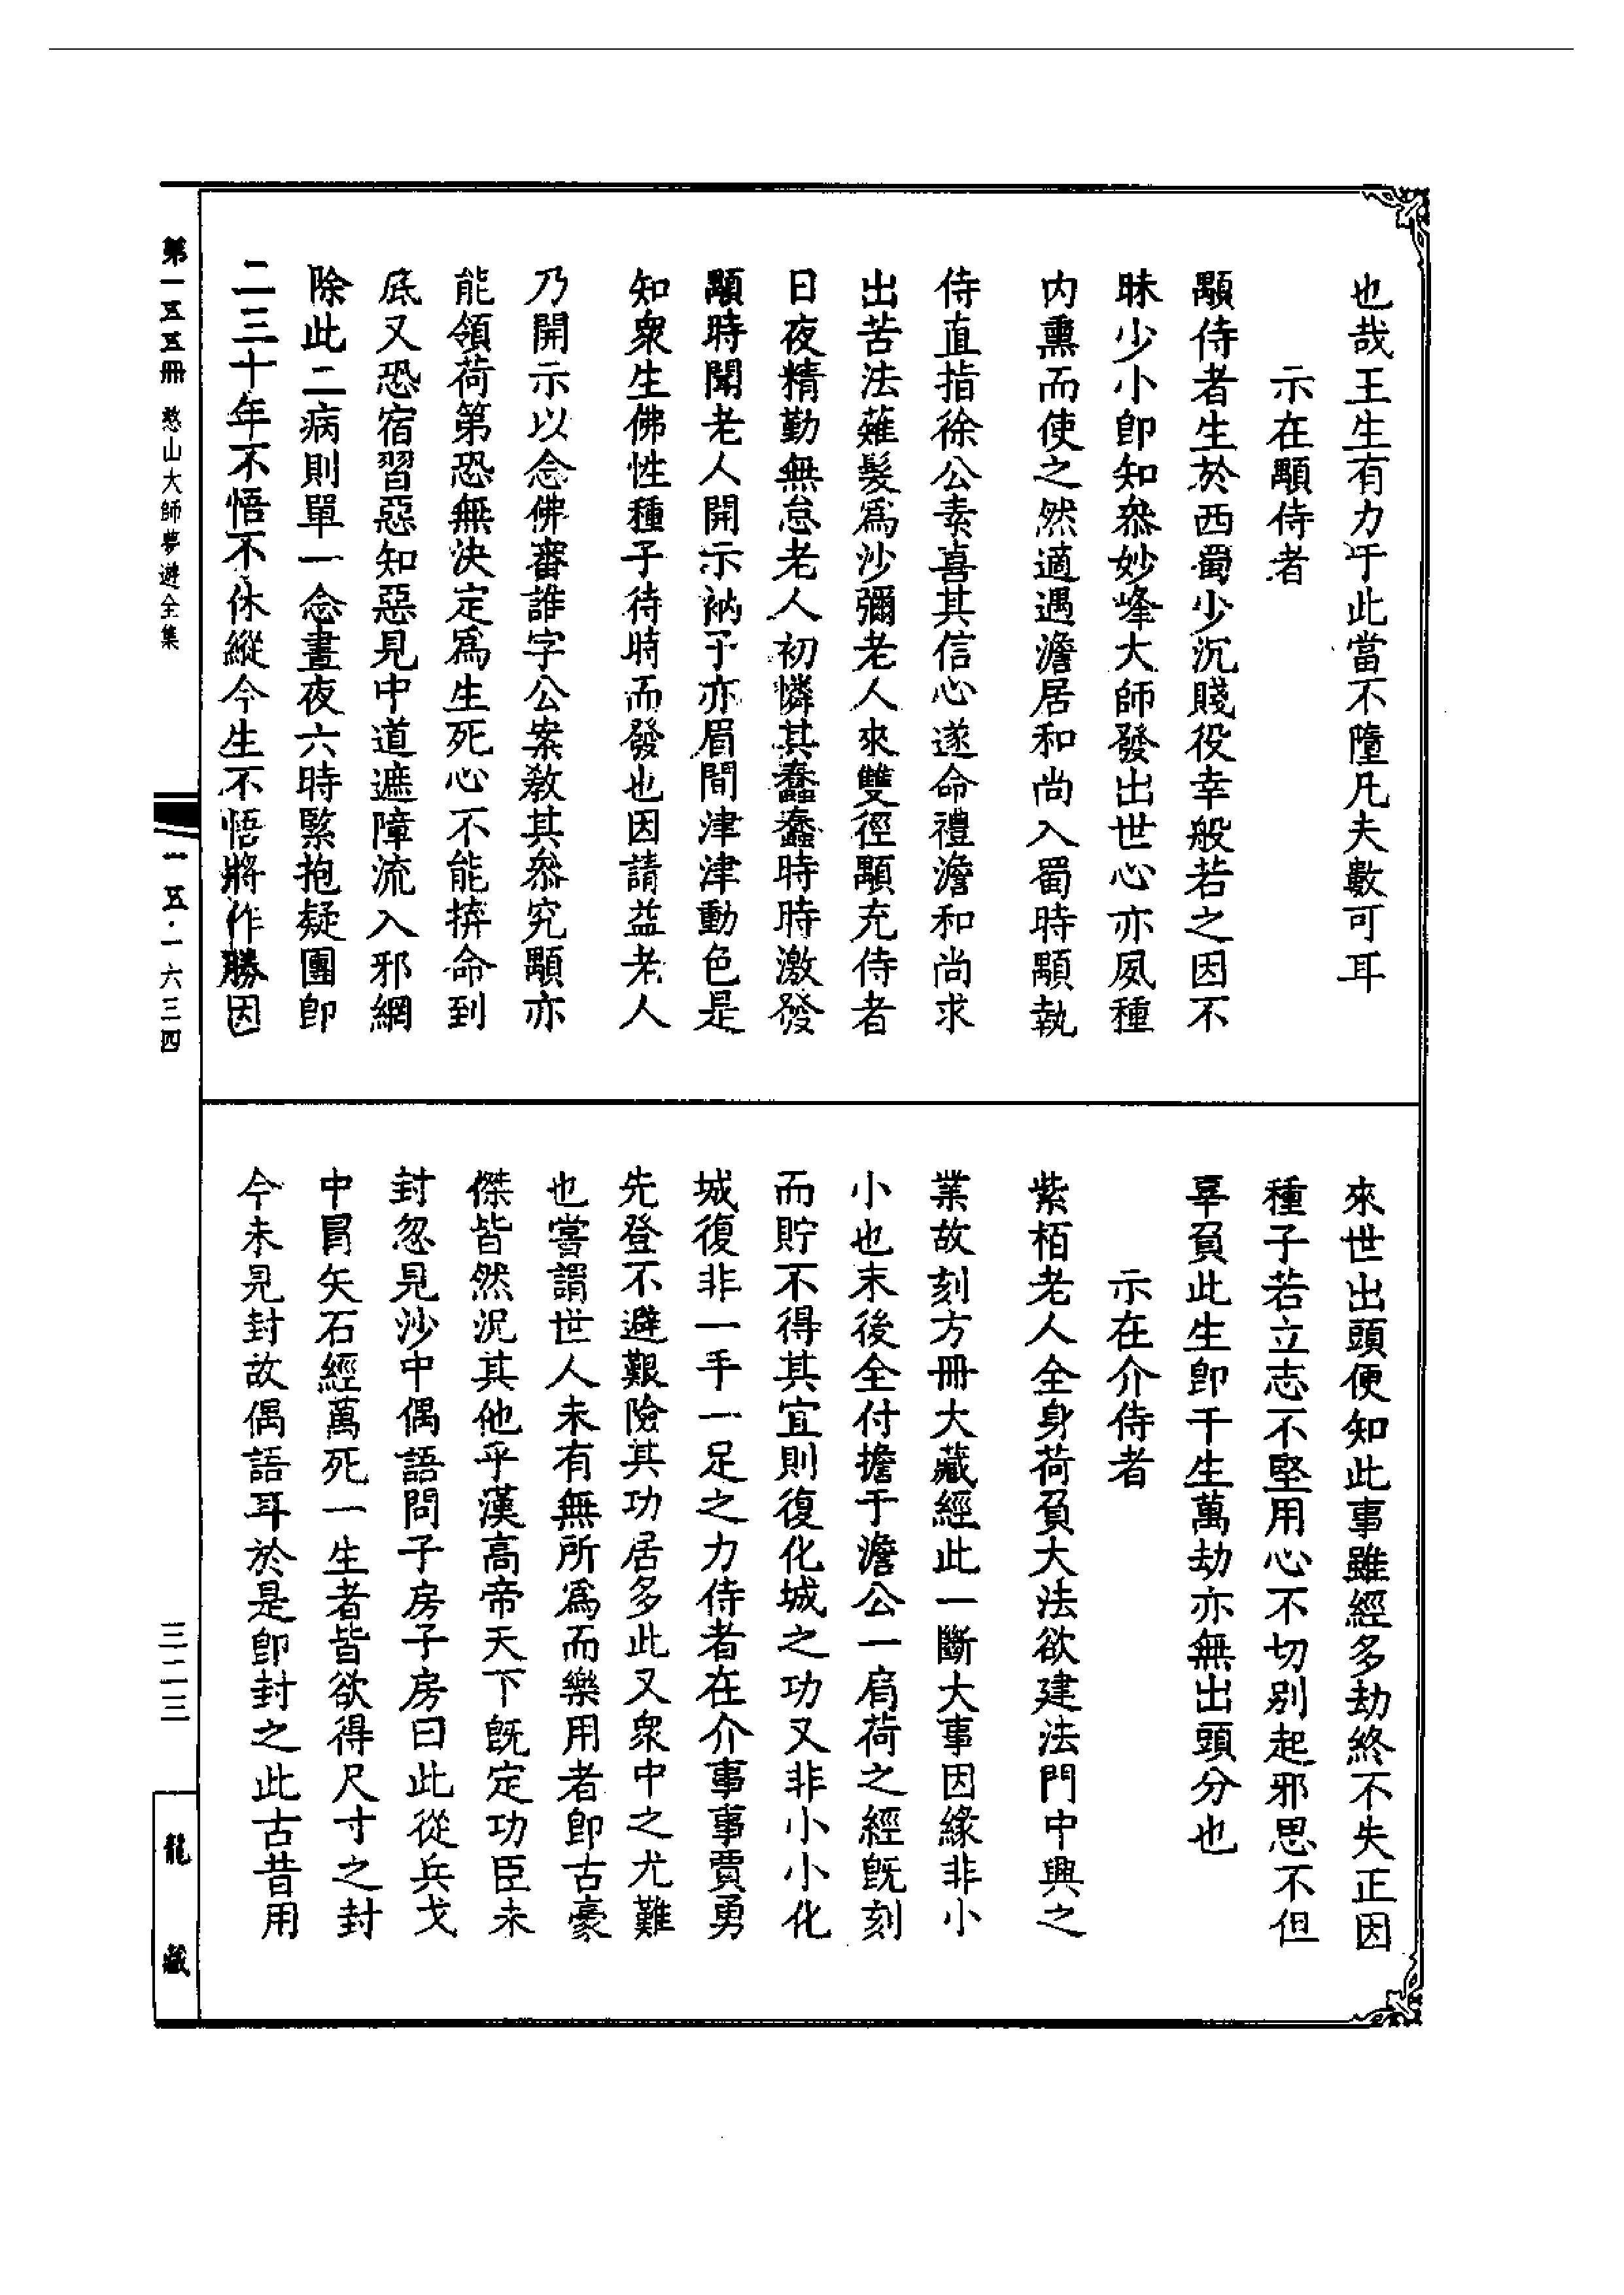 也哉王生有力于此當不墮凡夫數可耳
示在顒侍者
顒侍者生於西蜀少沉賤役幸般若之因不
昧少小卽知叅妙峰大師發出世心亦夙種
內熏而使之然適遇澹居和尚入蜀時顒執
侍直指徐公素喜其信心遂命禮澹和尚求
出苦法薙髮爲沙彌老人來雙徑顒充侍者
日夜精勤無怠老人初憐其蠢蠢時時激發
顒時聞老人開示衲子亦眉間津津動色是
知衆生佛性種子待時而發也因請益老人
乃開示以念佛審誰字公案敎其叅究顒亦
能領荷第恐無決定爲生死心不能拚命到
底又恐宿習惡知惡見中道遮障流入邪網
除此二病則單一念晝夜六時緊抱疑團卽
二三十年不悟不休縱今生不悟將作勝因
來世出頭便知此事雖經多劫終不失正因
種子若立志不堅用心不切別起邪思不但
辜負此生卽千生萬劫亦無出頭分也
示在介侍者
紫栢老人全身荷負大法欲建法門中興之
業故刻方冊大藏經此一斷大事因緣非小
小也末後全付擔于澹公一肩荷之經旣刻
而貯不得其宜則復化城之功又非小小化
城復非一手一足之力侍者在介事事賈勇
先登不避艱險其功居多此又衆中之尤難
也嘗謂世人未有無所爲而樂用者卽古豪
傑皆然況其他乎漢高帝天下旣定功臣未
封忽見沙中偶語問子房子房曰此從兵戈
中冒矢石經萬死一生者皆欲得尺寸之封
今未見封故偶語耳於是卽封之此古昔用
第一五五冊 憨山大師夢遊全集
一五·一六三四
三二三
龍藏